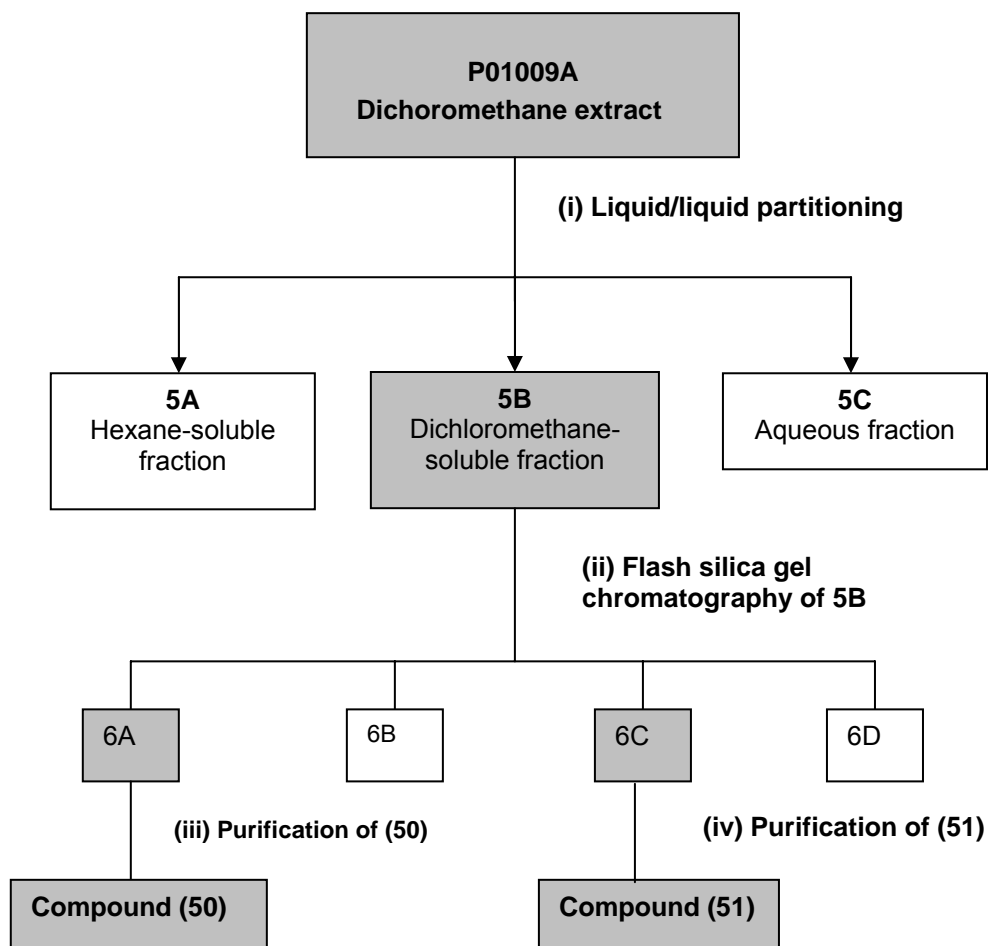 P01009A
Dichoromethane extract
(i) Liquid/liquid partitioning
5A
Hexane-soluble
fraction
5B
Dichloromethane-
soluble fraction
5C
Aqueous fraction
(ii) Flash silica gel
chromatography of 5B
6A
6B
6C
6D
(iii) Purification of (50)
(iv) Purification of (51)
Compound (50)
Compound (51)